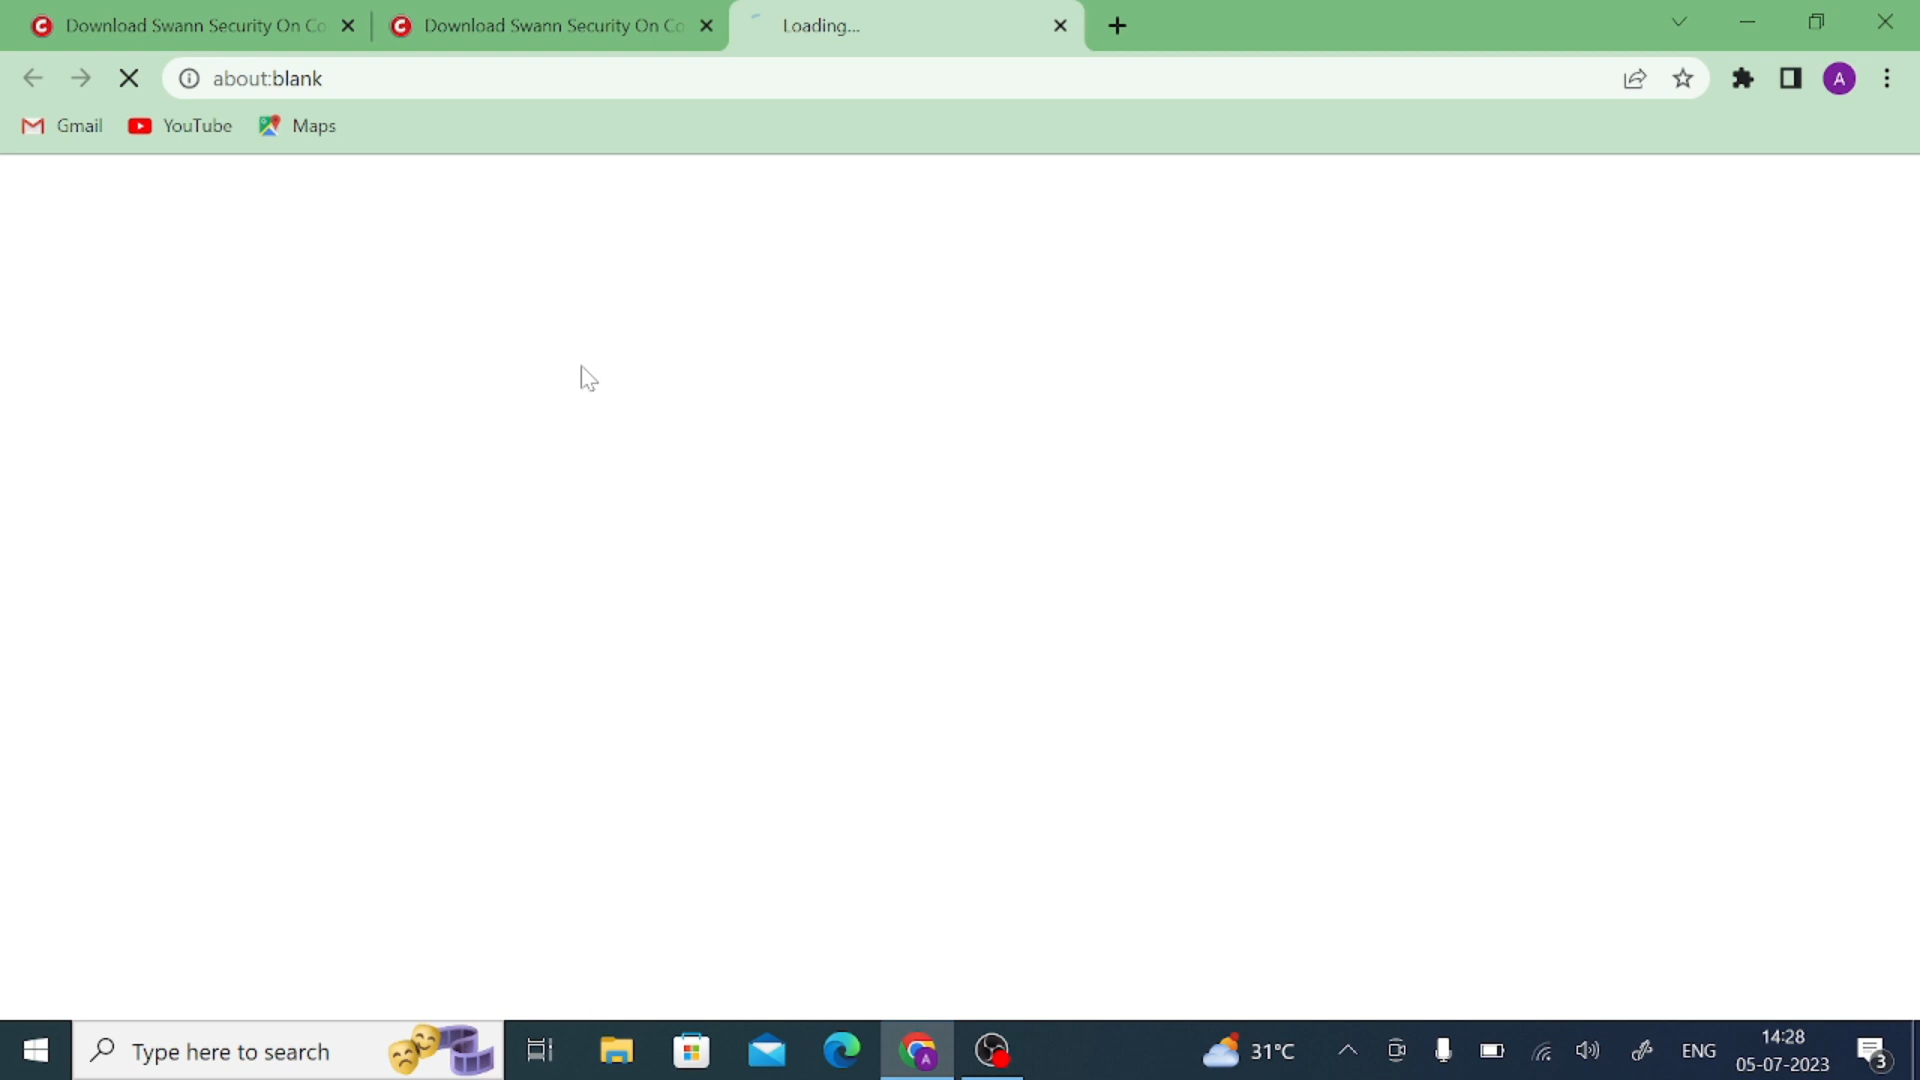 Download Swann Security On Co
Download Swann Security On Co
Loading...
about:blank
A
Gmail
YouTube
Maps
Type here to search
A
31°C
ENG
14:28
05-07-2023
3